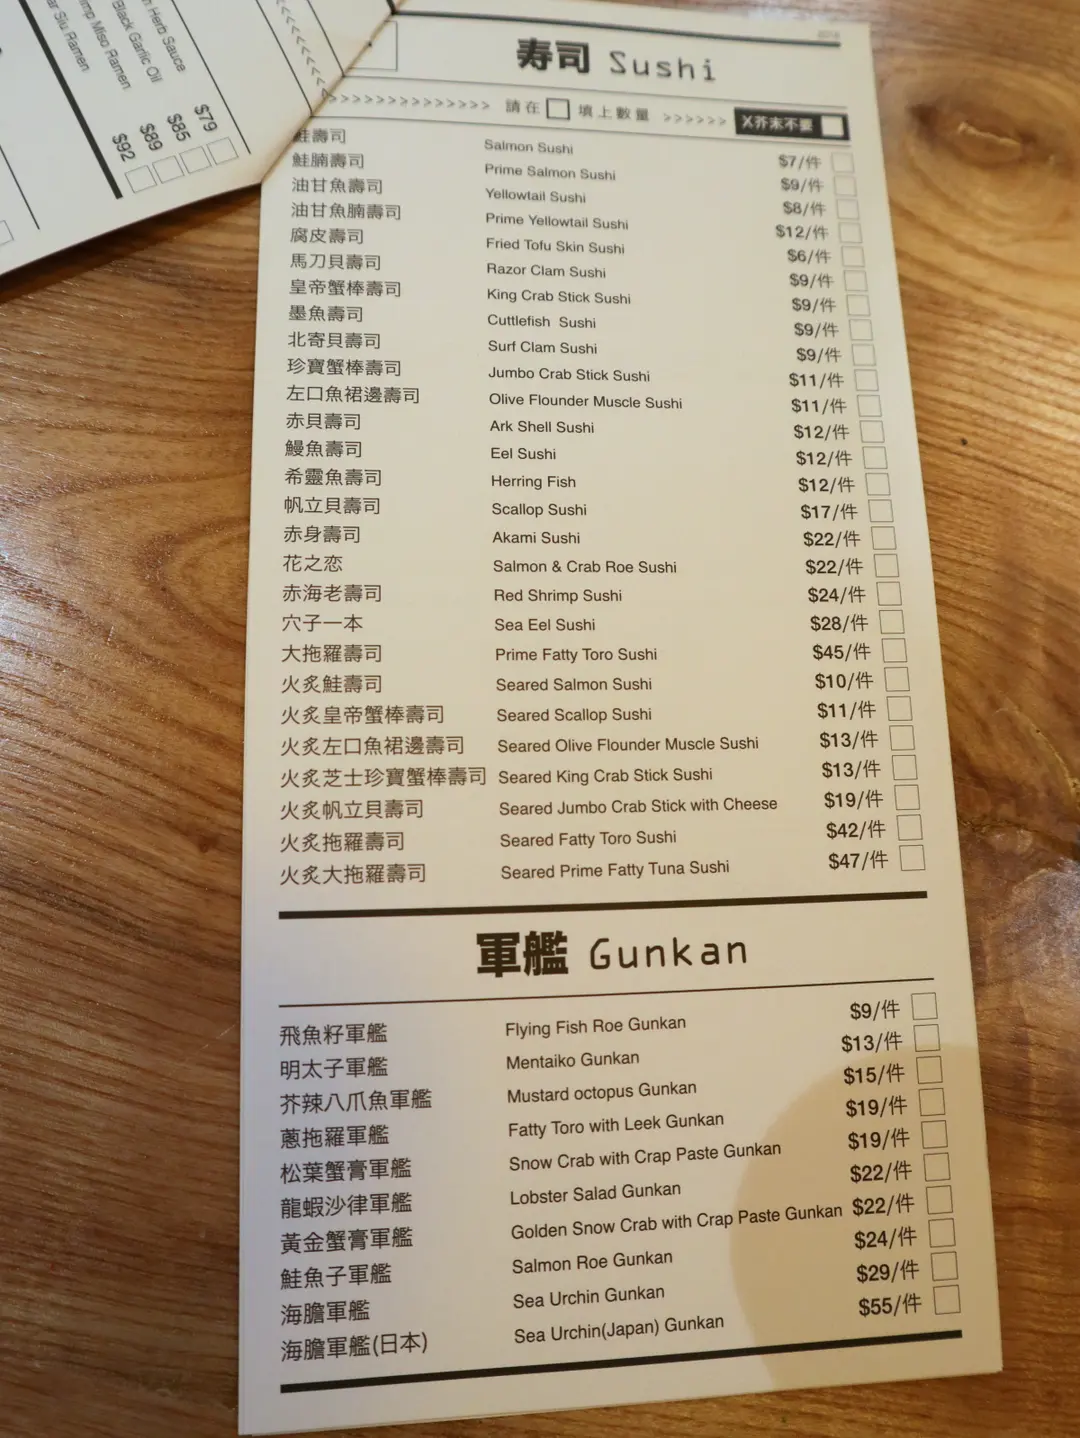 n Herb Sauce $79
Black Garlic Oil $85
mp Miso Ramen $89
ar Siu Ramen $92
寿司 Sushi
>>>>>>>>>>>>>>> 請在 填上數量 >>>>>> X芥末不要
鮭壽司 Salmon Sushi $7/件
鮭腩壽司 Prime Salmon Sushi $9/件
油甘魚壽司 Yellowtail Sushi $8/件
油甘魚腩壽司 Prime Yellowtail Sushi $12/件
腐皮壽司 Fried Tofu Skin Sushi $6/件
馬刀貝壽司 Razor Clam Sushi $9/件
皇帝蟹棒壽司 King Crab Stick Sushi $9/件
墨魚壽司 Cuttlefish Sushi $9/件
北寄貝壽司 Surf Clam Sushi $9/件
珍寶蟹棒壽司 Jumbo Crab Stick Sushi $11/件
左口魚裙邊壽司 Olive Flounder Muscle Sushi $11/件
赤貝壽司 Ark Shell Sushi $12/件
鰻魚壽司 Eel Sushi $12/件
希靈魚壽司 Herring Fish $12/件
帆立貝壽司 Scallop Sushi $17/件
赤身壽司 Akami Sushi $22/件
花之恋 Salmon & Crab Roe Sushi $22/件
赤海老壽司 Red Shrimp Sushi $24/件
穴子一本 Sea Eel Sushi $28/件
大拖羅壽司 Prime Fatty Toro Sushi $45/件
火炙鮭壽司 Seared Salmon Sushi $10/件
火炙皇帝蟹棒壽司 Seared Scallop Sushi $11/件
火炙左口魚裙邊壽司 Seared Olive Flounder Muscle Sushi $13/件
火炙芝士珍寶蟹棒壽司 Seared King Crab Stick Sushi $13/件
火炙帆立貝壽司 Seared Jumbo Crab Stick with Cheese $19/件
火炙拖羅壽司 Seared Fatty Toro Sushi $42/件
火炙大拖羅壽司 Seared Prime Fatty Tuna Sushi $47/件
軍艦 Gunkan
飛魚籽軍艦 Flying Fish Roe Gunkan $9/件
明太子軍艦 Mentaiko Gunkan $13/件
芥辣八爪魚軍艦 Mustard octopus Gunkan $15/件
蔥拖羅軍艦 Fatty Toro with Leek Gunkan $19/件
松葉蟹膏軍艦 Snow Crab with Crap Paste Gunkan $19/件
龍蝦沙律軍艦 Lobster Salad Gunkan $22/件
黃金蟹膏軍艦 Golden Snow Crab with Crap Paste Gunkan $22/件
鮭魚子軍艦 Salmon Roe Gunkan $24/件
海膽軍艦 Sea Urchin Gunkan $29/件
海膽軍艦(日本) Sea Urchin(Japan) Gunkan $55/件